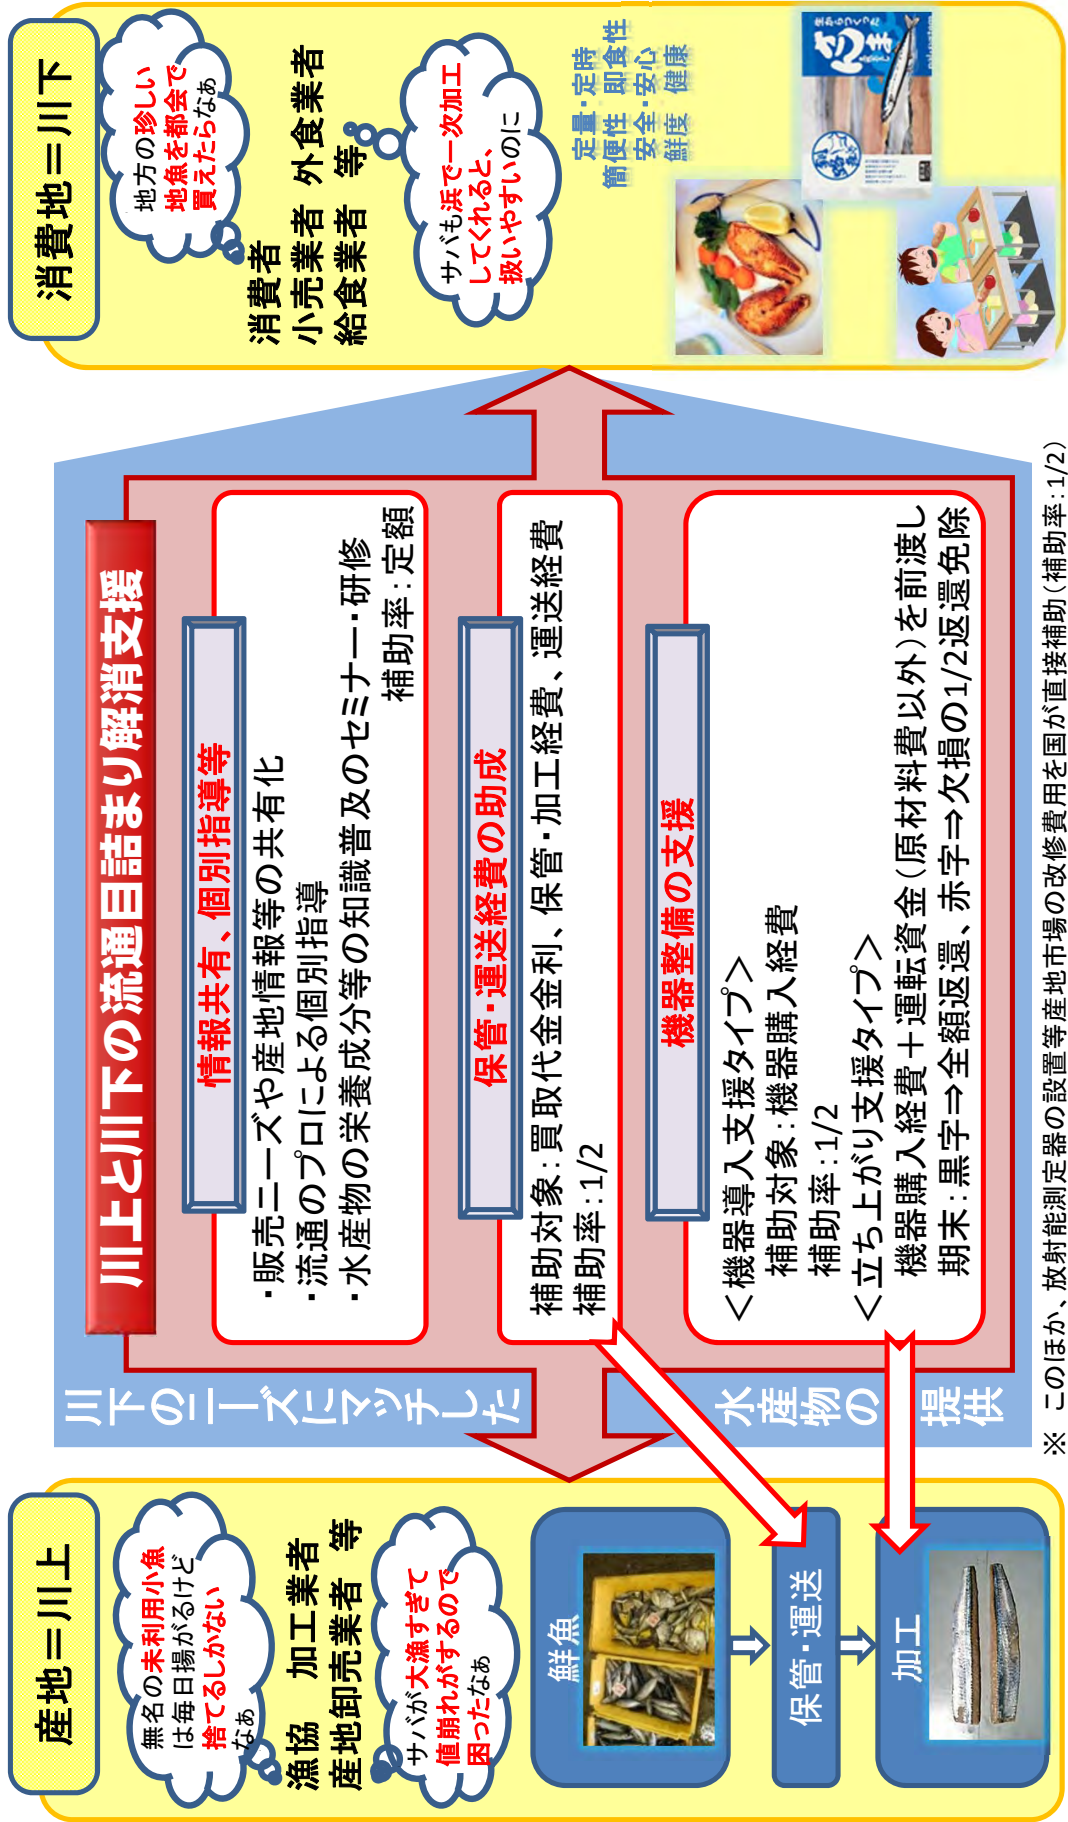 産地＝川上
無名の未利用小魚
は毎日揚がるけど
捨てるしかない
なぁ
漁協　加工業者
産地卸売業者　等
サバが大漁すぎて
値崩れがするので
困ったなぁ
鮮魚
保管・運送
加工
川下のニーズにマッチした
水産物の提供
川上と川下の流通目詰まり解消支援
情報共有、個別指導等
・販売ニーズや産地情報等の共有化
・流通のプロによる個別指導
・水産物の栄養成分等の知識普及のセミナー・研修
補助率：定額
保管・運送経費の助成
補助対象：買取代金金利、保管・加工経費、運送経費
補助率：1/2
機器整備の支援
＜機器導入支援タイプ＞
補助対象：機器購入経費
補助率：1/2
＜立ち上がり支援タイプ＞
機器購入経費＋運転資金（原材料費以外）を前渡し
期末：黒字⇒全額返還、赤字⇒欠損の1/2返還免除
※　このほか、放射能測定器の設置等産地市場の改修費用を国が直接補助（補助率：1/2）
消費地＝川下
地方の珍しい
地魚を都会で
買えたらなぁ
消費者
小売業者　外食業者
給食業者　等
サバも浜で一次加工
してくれると、
扱いやすいのに
定量・定時
簡便性　即食性
安全・安心
鮮度　健康
さんま